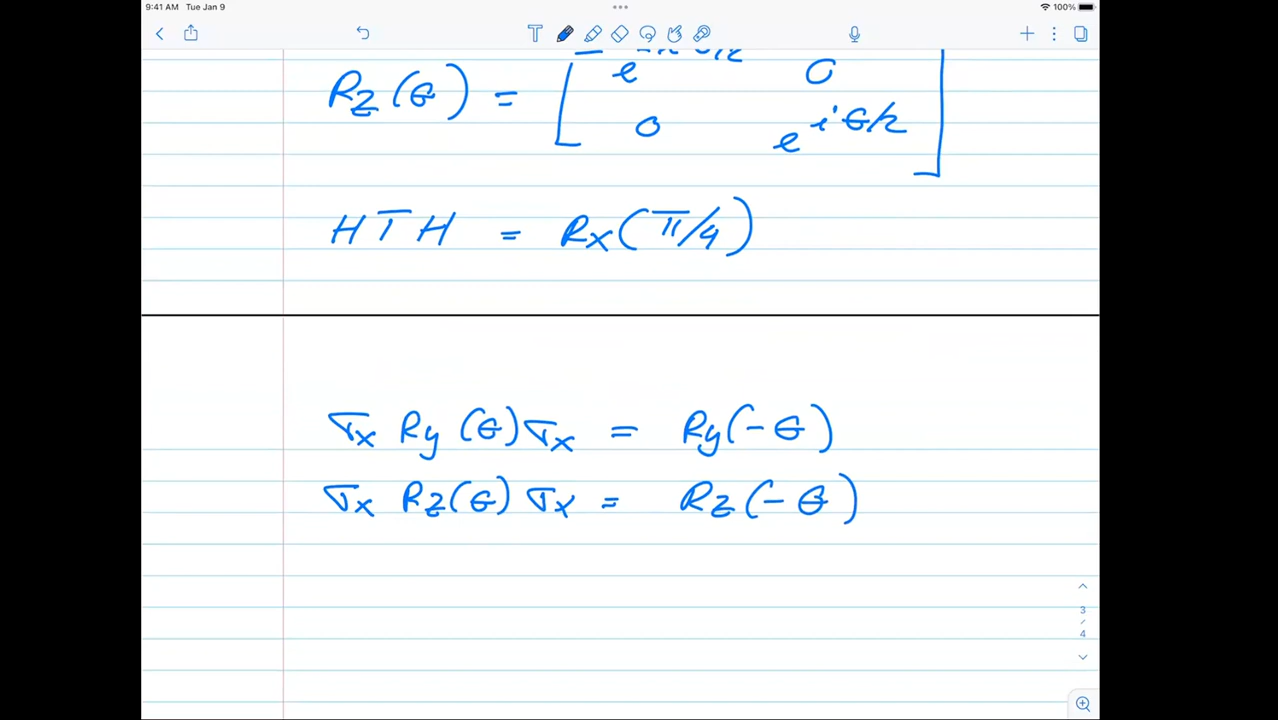 9:41 AM Tue Jan 9
100%
T
Rz(θ) = [ e 0
0 e^{iθ/2} ]
HTH = Rx(π/4)
σx Ry(θ) σx = Ry(-θ)
σx Rz(θ) σx = Rz(-θ)
3
/
4